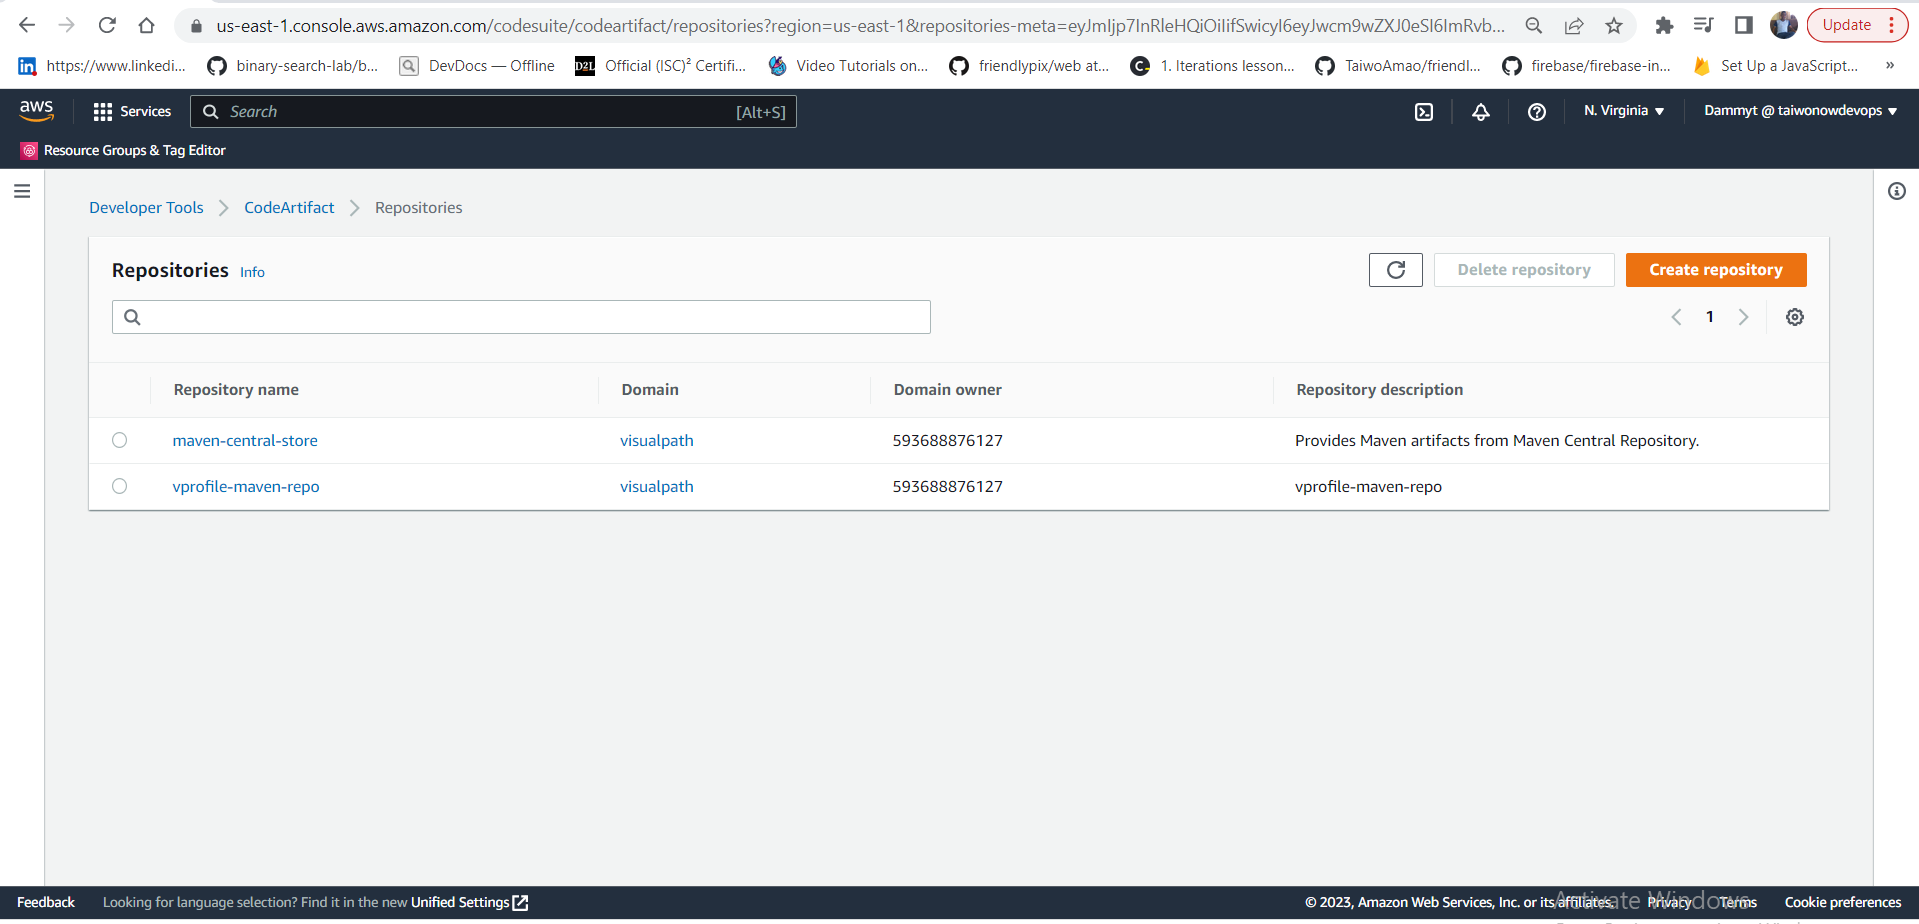 us-east-1.console.aws.amazon.com/codesuite/codeartifact/repositories?region=us-east-1&repositories-meta=eyJmIjp7InRleHQiOiIifSwicyI6eyJwcm9wZXJ0eSI6ImRvb...
Update
https://www.linkedi...
binary-search-lab/b...
DevDocs — Offline
D2L
Official (ISC)² Certifi...
Video Tutorials on...
friendlypix/web at...
1. Iterations lesson...
TaiwoAmao/friendl...
firebase/firebase-in...
Set Up a JavaScript...
»
aws
Services
Search
[Alt+S]
N. Virginia
Dammyt @ taiwonowdevops
Resource Groups & Tag Editor
Developer Tools
CodeArtifact
Repositories
Repositories Info
Delete repository
Create repository
1
Repository name Domain Domain owner Repository description
maven-central-store visualpath 593688876127 Provides Maven artifacts from Maven Central Repository.
vprofile-maven-repo visualpath 593688876127 vprofile-maven-repo
Feedback
Looking for language selection? Find it in the new Unified Settings
© 2023, Amazon Web Services, Inc. or its affiliates.
Privacy
Terms
Cookie preferences
Activate Windows